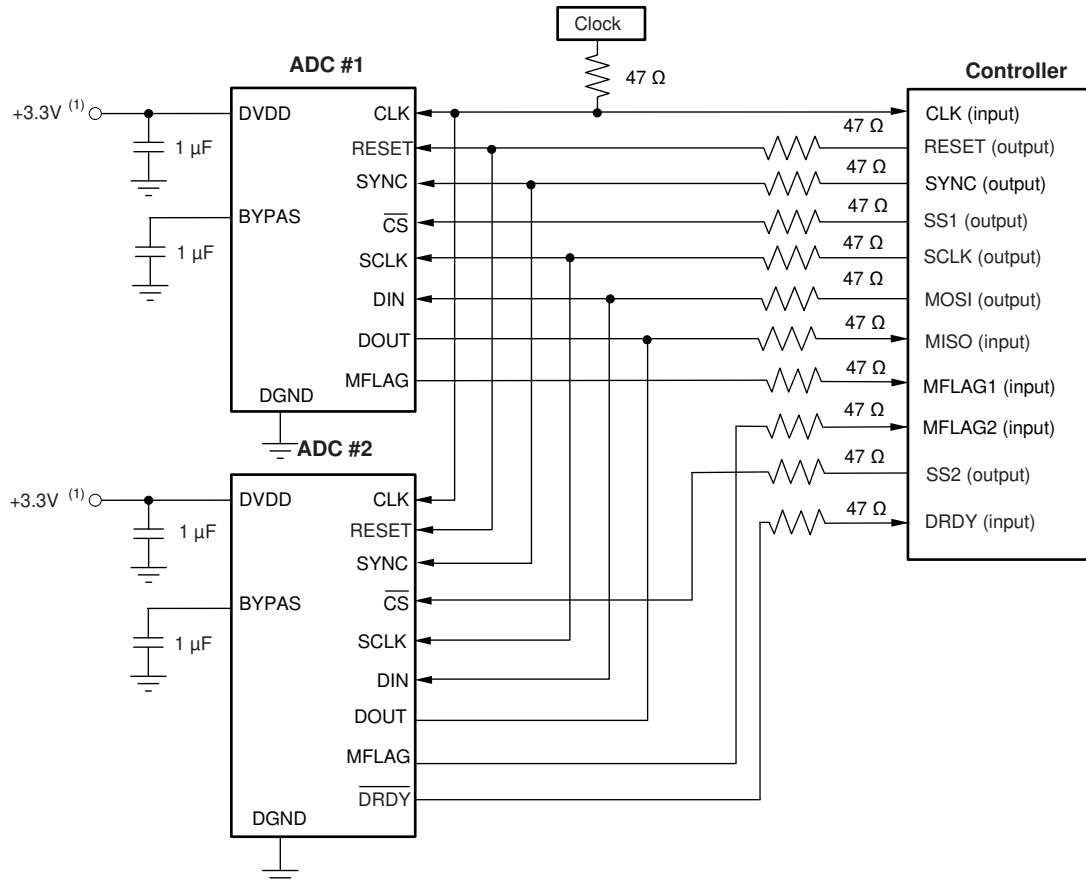 Clock
47 Ω
ADC #1
Controller
+3.3V (1)
1 µF
1 µF
DVDD
BYPAS
DGND
CLK
RESET
SYNC
CS
SCLK
DIN
DOUT
MFLAG
47 Ω
47 Ω
47 Ω
47 Ω
47 Ω
47 Ω
47 Ω
47 Ω
47 Ω
47 Ω
CLK (input)
RESET (output)
SYNC (output)
SS1 (output)
SCLK (output)
MOSI (output)
MISO (input)
MFLAG1 (input)
MFLAG2 (input)
SS2 (output)
DRDY (input)
ADC #2
+3.3V (1)
1 µF
1 µF
DVDD
BYPAS
DGND
CLK
RESET
SYNC
CS
SCLK
DIN
DOUT
MFLAG
DRDY